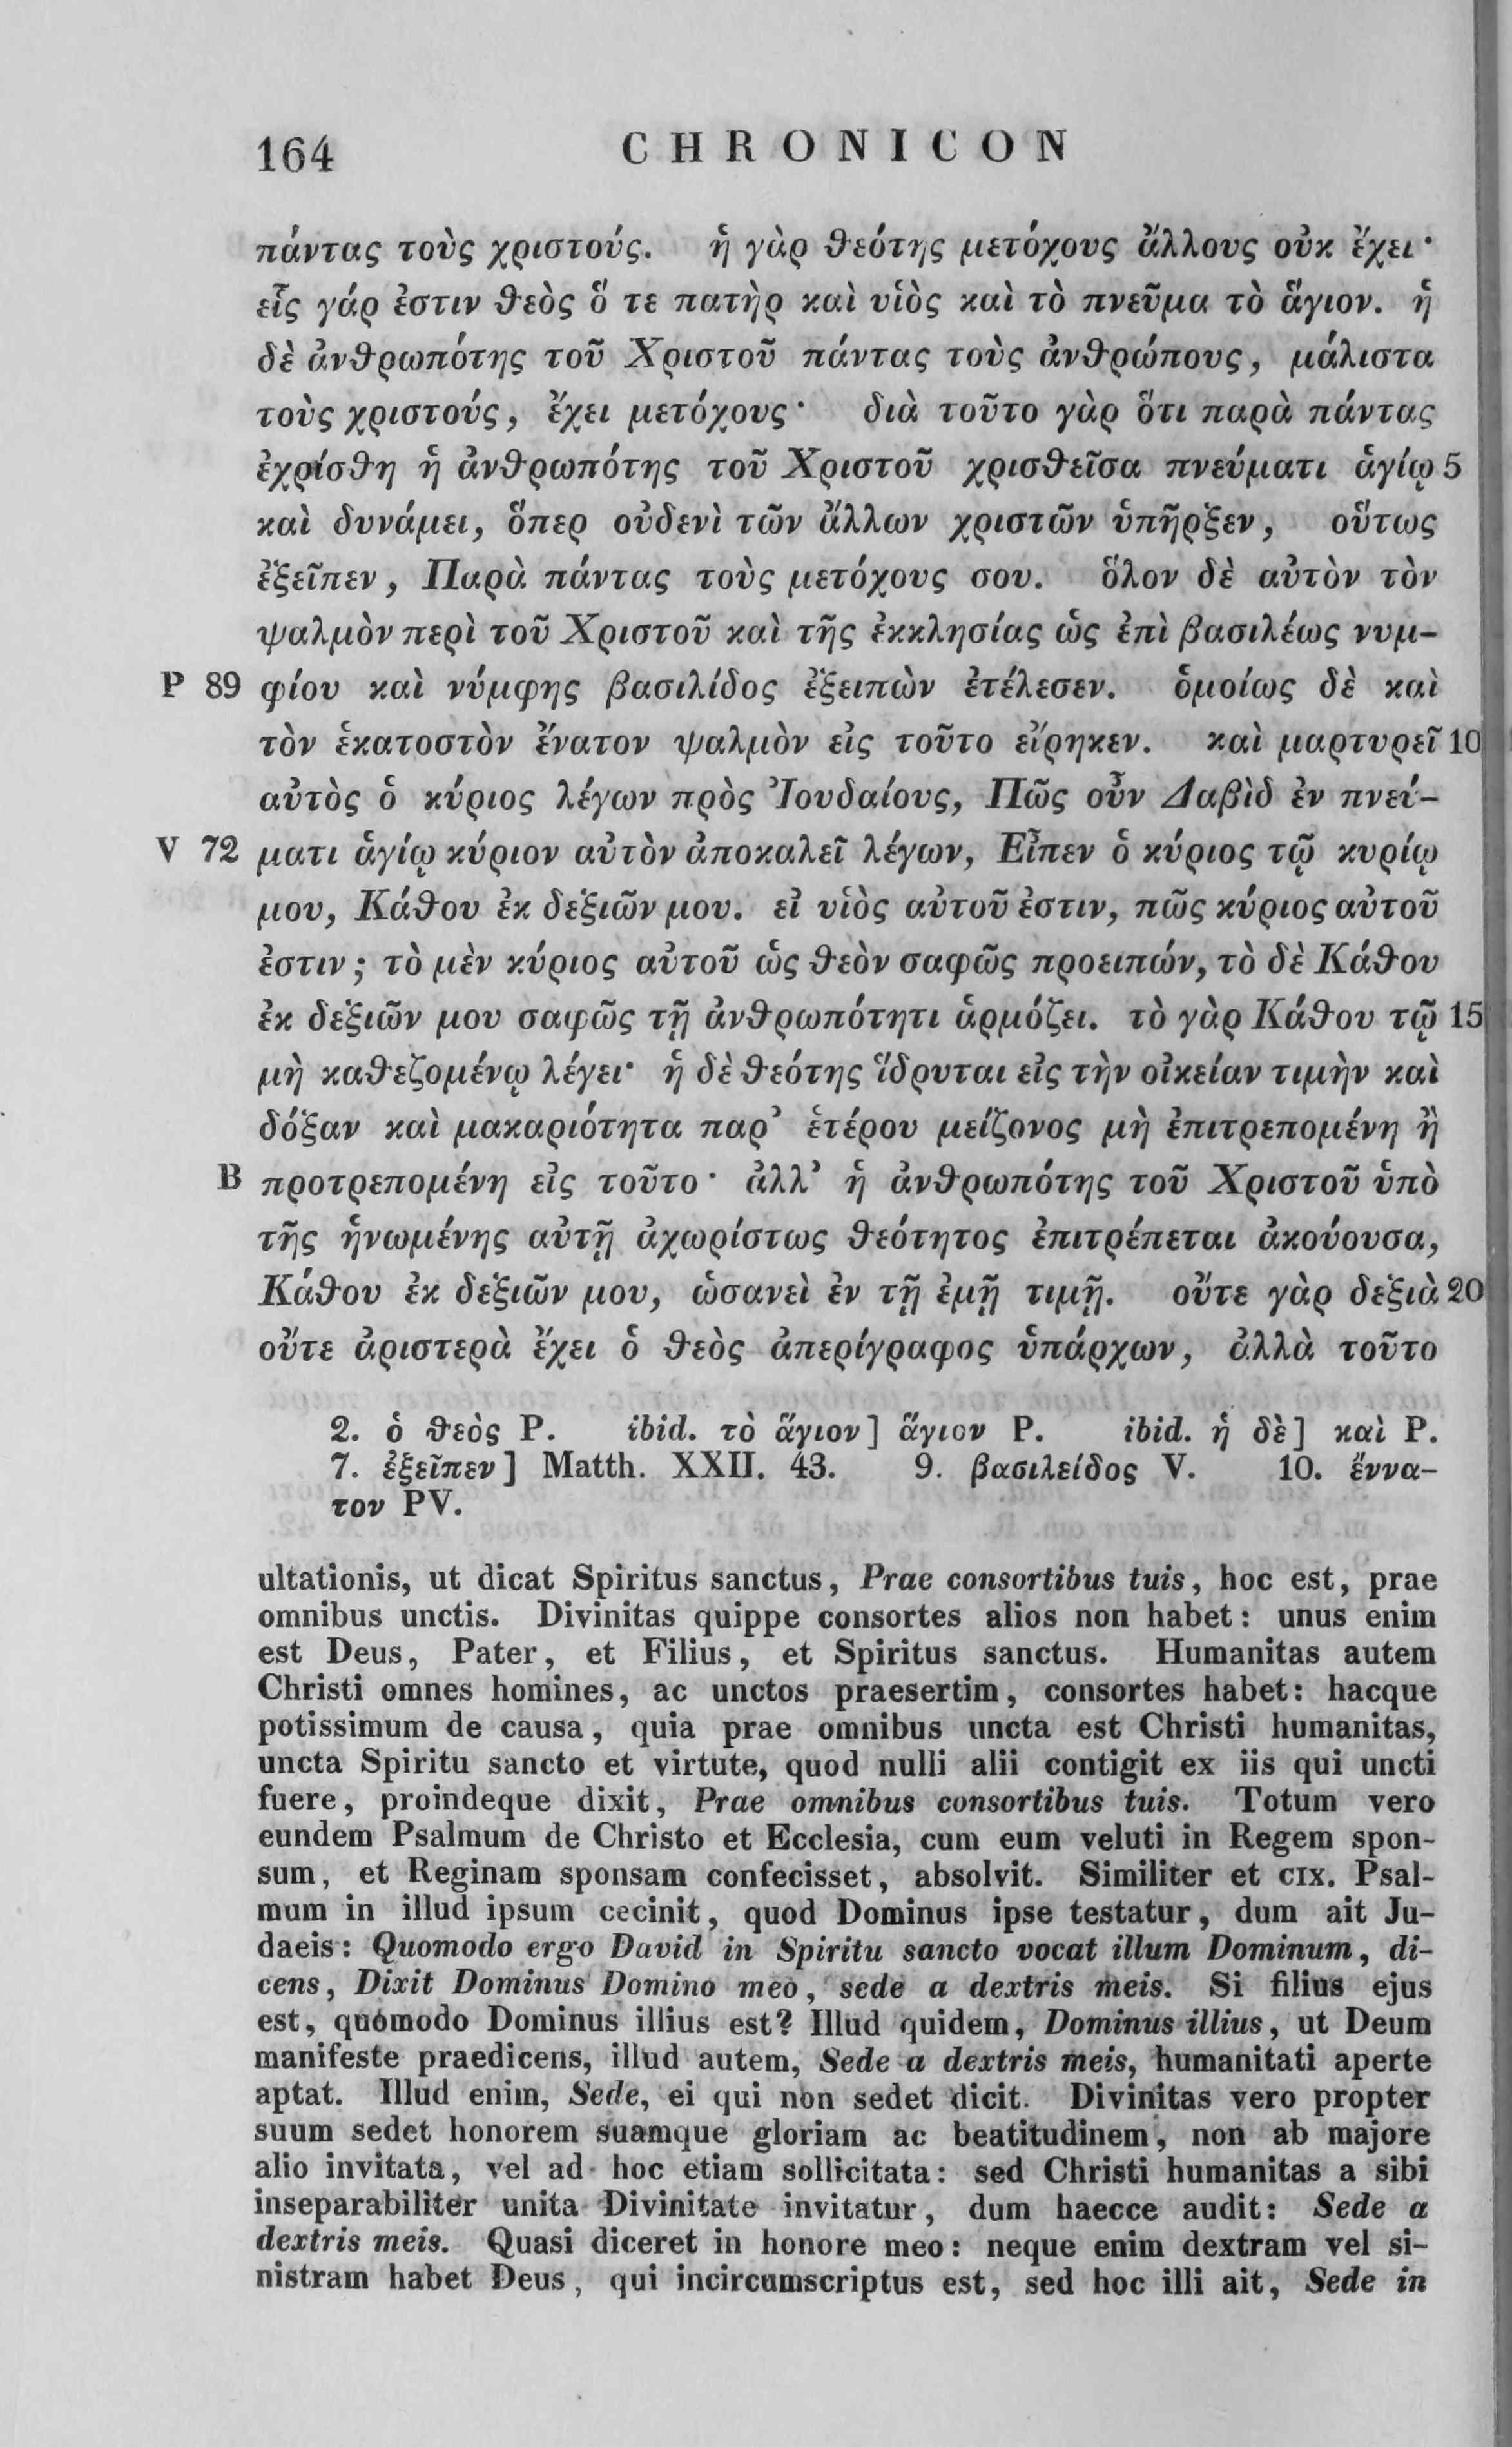 164 CHRONICON
πάντας τοὺς χριστούς. ἡ γὰρ θεότης μετόχους ἄλλους οὐκ ἔχει·
εἷς γάρ ἐστιν θεὸς ὅ τε πατὴρ καὶ υἱὸς καὶ τὸ πνεῦμα τὸ ἅγιον. ἡ
δὲ ἀνθρωπότης τοῦ Χριστοῦ πάντας τοὺς ἀνθρώπους, μάλιστα
τοὺς χριστούς, ἔχει μετόχους· διὰ τοῦτο γὰρ ὅτι παρὰ πάντας
ἐχρίσθη ἡ ἀνθρωπότης τοῦ Χριστοῦ χρισθεῖσα πνεύματι ἁγίῳ 5
καὶ δυνάμει, ὅπερ οὐδενὶ τῶν ἄλλων χριστῶν ὑπῆρξεν, οὕτως
ἐξεῖπεν, Παρὰ πάντας τοὺς μετόχους σου. ὅλον δὲ αὐτὸν τὸν
ψαλμὸν περὶ τοῦ Χριστοῦ καὶ τῆς ἐκκλησίας ὡς ἐπὶ βασιλέως νυμ-
P 89 φίου καὶ νύμφης βασιλίδος ἐξειπὼν ἐτέλεσεν. ὁμοίως δὲ καὶ
τὸν ἑκατοστὸν ἔνατον ψαλμὸν εἰς τοῦτο εἴρηκεν. καὶ μαρτυρεῖ 10
αὐτὸς ὁ κύριος λέγων πρὸς Ἰουδαίους, Πῶς οὖν Δαβὶδ ἐν πνεύ-
V 72 ματι ἁγίῳ κύριον αὐτὸν ἀποκαλεῖ λέγων, Εἶπεν ὁ κύριος τῷ κυρίῳ
μου, Κάθου ἐκ δεξιῶν μου. εἰ υἱὸς αὐτοῦ ἐστιν, πῶς κύριος αὐτοῦ
ἐστιν; τὸ μὲν κύριος αὐτοῦ ὡς θεὸν σαφῶς προειπών, τὸ δὲ Κάθου
ἐκ δεξιῶν μου σαφῶς τῇ ἀνθρωπότητι ἁρμόζει. τὸ γὰρ Κάθου τῷ 15
μὴ καθεζομένῳ λέγει· ἡ δὲ θεότης ἵδρυται εἰς τὴν οἰκείαν τιμὴν καὶ
δόξαν καὶ μακαριότητα παρ’ ἑτέρου μείζονος μὴ ἐπιτρεπομένη ἢ
B προτρεπομένη εἰς τοῦτο· ἀλλ’ ἡ ἀνθρωπότης τοῦ Χριστοῦ ὑπὸ
τῆς ἡνωμένης αὐτῇ ἀχωρίστως θεότητος ἐπιτρέπεται ἀκούουσα,
Κάθου ἐκ δεξιῶν μου, ὡσανεὶ ἐν τῇ ἐμῇ τιμῇ. οὔτε γὰρ δεξιὰ 20
οὔτε ἀριστερὰ ἔχει ὁ θεὸς ἀπερίγραφος ὑπάρχων, ἀλλὰ τοῦτο
2. ὁ θεὸς P. ibid. τὸ ἅγιον] ἅγιον P. ibid. ἡ δὲ] καὶ P.
7. ἐξεῖπεν] Matth. XXII. 43. 9. βασιλείδος V. 10. ἔννα-
τον PV.
ultationis, ut dicat Spiritus sanctus, Prae consortibus tuis, hoc est, prae
omnibus unctis. Divinitas quippe consortes alios non habet: unus enim
est Deus, Pater, et Filius, et Spiritus sanctus. Humanitas autem
Christi omnes homines, ac unctos praesertim, consortes habet: hacque
potissimum de causa, quia prae omnibus uncta est Christi humanitas,
uncta Spiritu sancto et virtute, quod nulli alii contigit ex iis qui uncti
fuere, proindeque dixit, Prae omnibus consortibus tuis. Totum vero
eundem Psalmum de Christo et Ecclesia, cum eum veluti in Regem spon-
sum, et Reginam sponsam confecisset, absolvit. Similiter et CIX. Psal-
mum in illud ipsum cecinit, quod Dominus ipse testatur, dum ait Ju-
daeis: Quomodo ergo David in Spiritu sancto vocat illum Dominum, di-
cens, Dixit Dominus Domino meo, sede a dextris meis. Si filius ejus
est, quomodo Dominus illius est? Illud quidem, Dominus illius, ut Deum
manifeste praedicens, illud autem, Sede a dextris meis, humanitati aperte
aptat. Illud enim, Sede, ei qui non sedet dicit. Divinitas vero propter
suum sedet honorem suamque gloriam ac beatitudinem, non ab majore
alio invitata, vel ad hoc etiam sollicitata: sed Christi humanitas a sibi
inseparabiliter unita Divinitate invitatur, dum haecce audit: Sede a
dextris meis. Quasi diceret in honore meo: neque enim dextram vel si-
nistram habet Deus, qui incircumscriptus est, sed hoc illi ait, Sede in